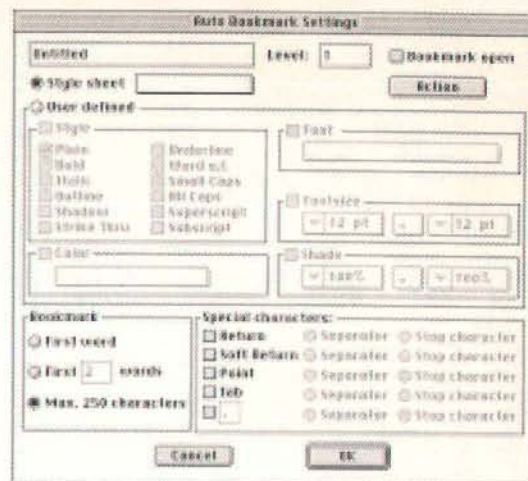 Auto Bookmark Settings
Untitled Level: 1 Bookmark open
Style sheet Action
User defined
Style Font
Plain Underline
Bold Word u.l.
Italic Small Caps
Outline All Caps
Shadow Superscript
Strike Thru Subscript
Fontsize
12 pt 12 pt
Color Shade
100% 100%
Bookmark Special characters:
First word Return Separator Stop character
Soft Return Separator Stop character
First 2 words Point Separator Stop character
Tab Separator Stop character
Max. 250 characters Separator Stop character
Cancel OK